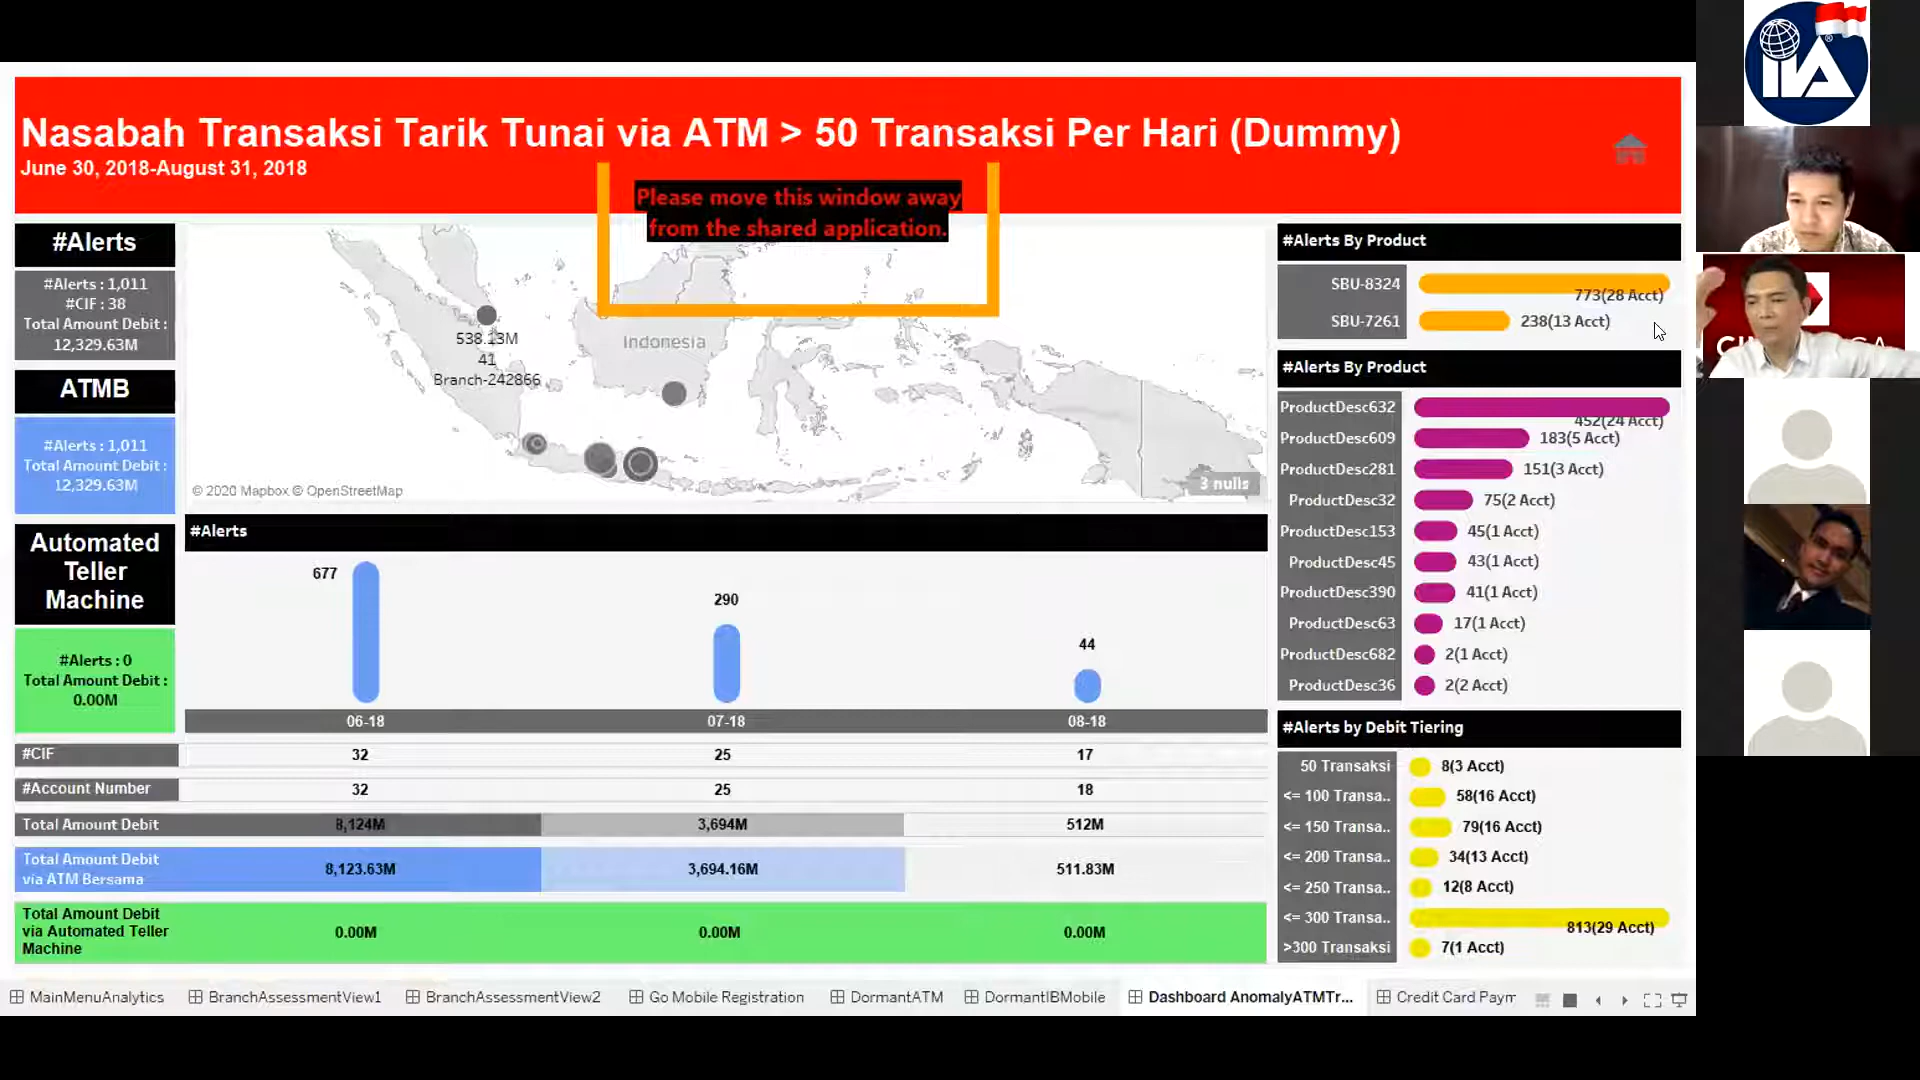 Nasabah Transaksi Tarik Tunai via ATM > 50 Transaksi Per Hari (Dummy)
June 30, 2018-August 31, 2018
Please move this window away
from the shared application.
#Alerts
#Alerts : 1,011
#CIF : 38
Total Amount Debit :
12,329.63M
ATMB
#Alerts : 1,011
Total Amount Debit :
12,329.63M
Automated
Teller
Machine
#Alerts : 0
Total Amount Debit :
0.00M
538.13M
41
Branch-242866
Indonesia
© 2020 Mapbox © OpenStreetMap
3 nulls
#Alerts
677
290
44
06-18 07-18 08-18
#CIF 32 25 17
#Account Number 32 25 18
Total Amount Debit 8,124M 3,694M 512M
Total Amount Debit
via ATM Bersama 8,123.63M 3,694.16M 511.83M
Total Amount Debit
via Automated Teller
Machine
0.00M 0.00M 0.00M
#Alerts By Product
SBU-8324 773(28 Acct)
SBU-7261 238(13 Acct)
#Alerts By Product
ProductDesc632 452(24 Acct)
ProductDesc609 183(5 Acct)
ProductDesc281 151(3 Acct)
ProductDesc32 75(2 Acct)
ProductDesc153 45(1 Acct)
ProductDesc45 43(1 Acct)
ProductDesc390 41(1 Acct)
ProductDesc63 17(1 Acct)
ProductDesc682 2(1 Acct)
ProductDesc36 2(2 Acct)
#Alerts by Debit Tiering
50 Transaksi 8(3 Acct)
<= 100 Transa.. 58(16 Acct)
<= 150 Transa.. 79(16 Acct)
<= 200 Transa.. 34(13 Acct)
<= 250 Transa.. 12(8 Acct)
<= 300 Transa.. 813(29 Acct)
>300 Transaksi 7(1 Acct)
MainMenuAnalytics BranchAssessmentView1 BranchAssessmentView2 Go Mobile Registration DormantATM DormantIBMobile Dashboard AnomalyATMTr... Credit Card Paym
IIA